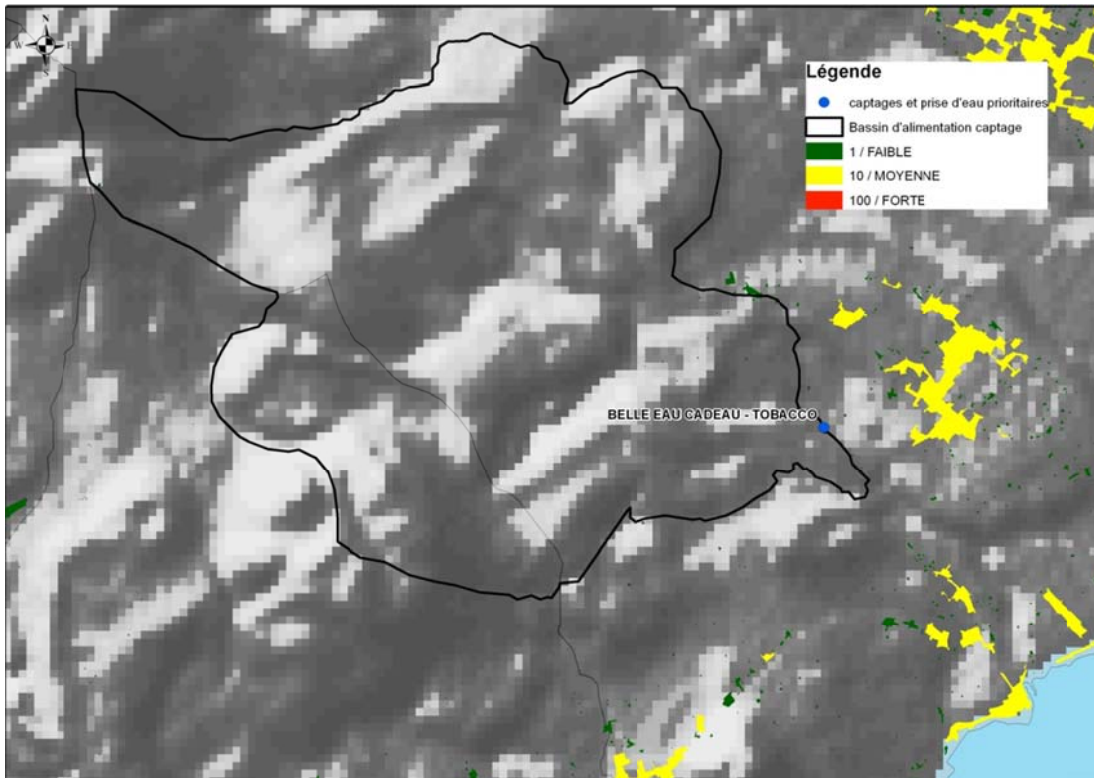 N
W E
S
Légende
captages et prise d'eau prioritaires
Bassin d'alimentation captage
1 / FAIBLE
10 / MOYENNE
100 / FORTE
BELLE EAU CADEAU - TOBACCO